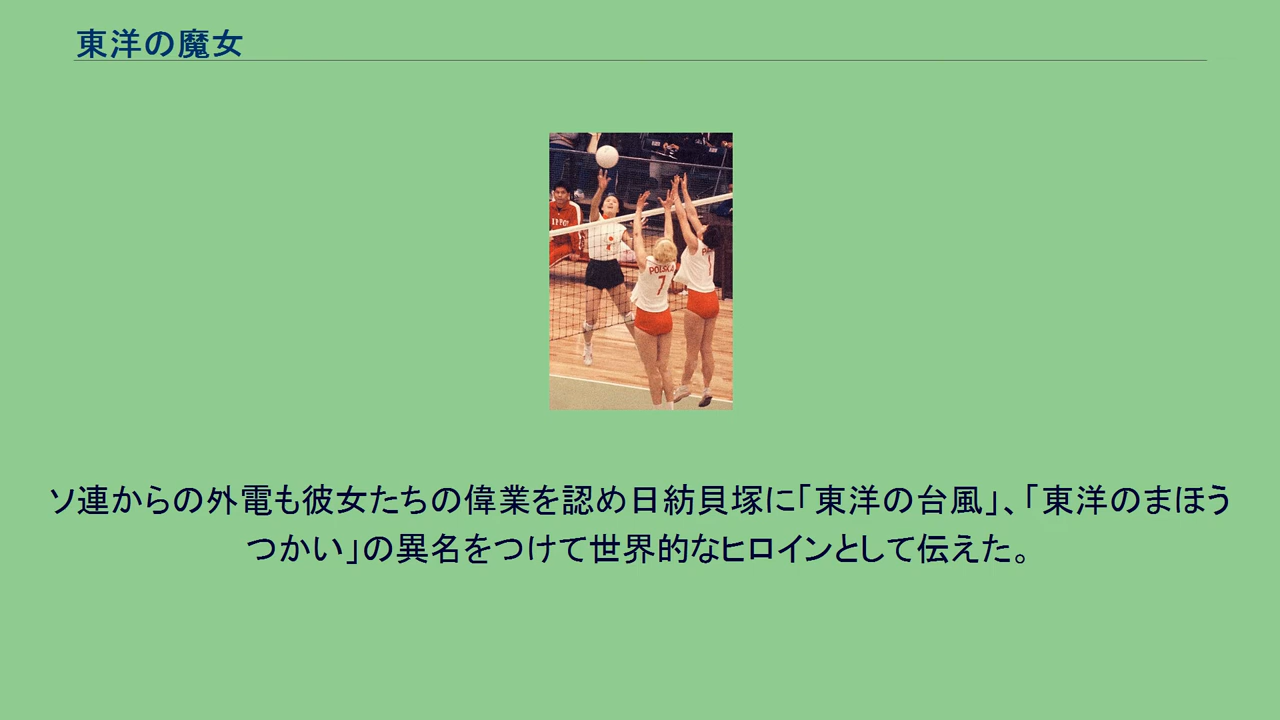 東洋の魔女
POLSKA
7
ソ連からの外電も彼女たちの偉業を認め日紡貝塚に「東洋の台風」、「東洋のまほう
つかい」の異名をつけて世界的なヒロインとして伝えた。